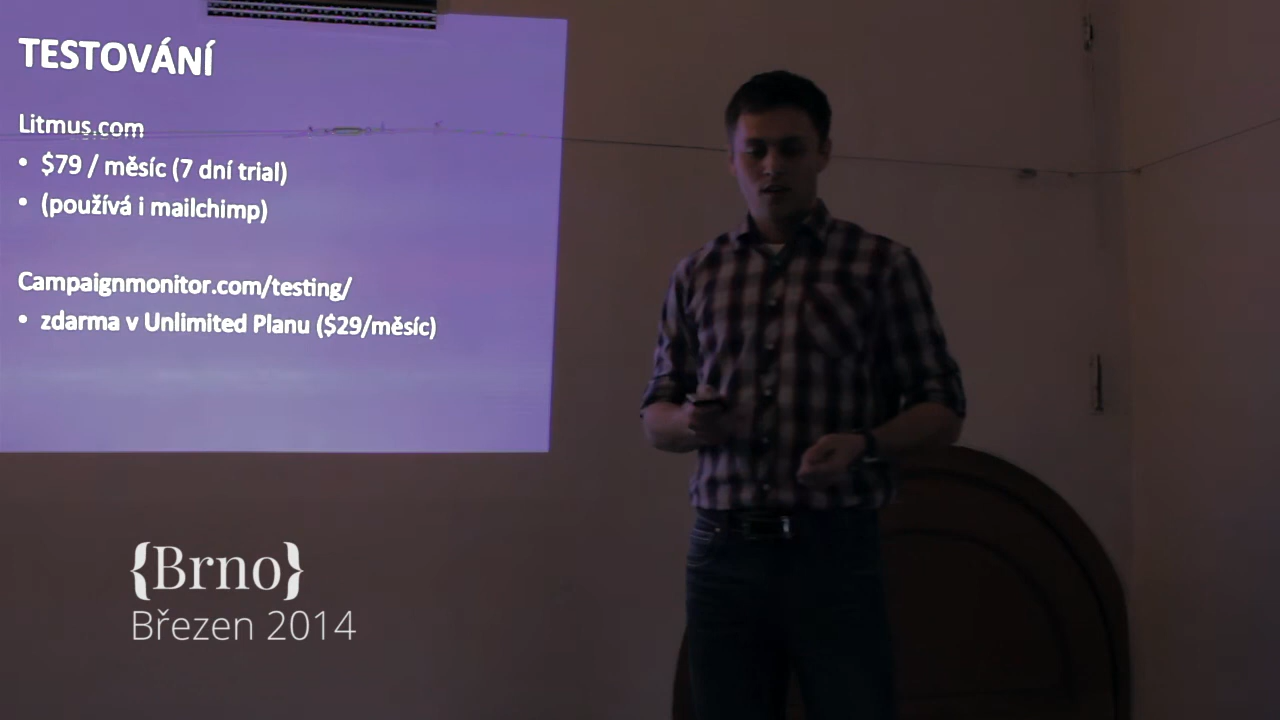 TESTOVÁNÍ
Litmus.com
• $79 / měsíc (7 dní trial)
• (používá i mailchimp)
Campaignmonitor.com/testing/
• zdarma v Unlimited Planu ($29/měsíc)
{Brno}
Březen 2014